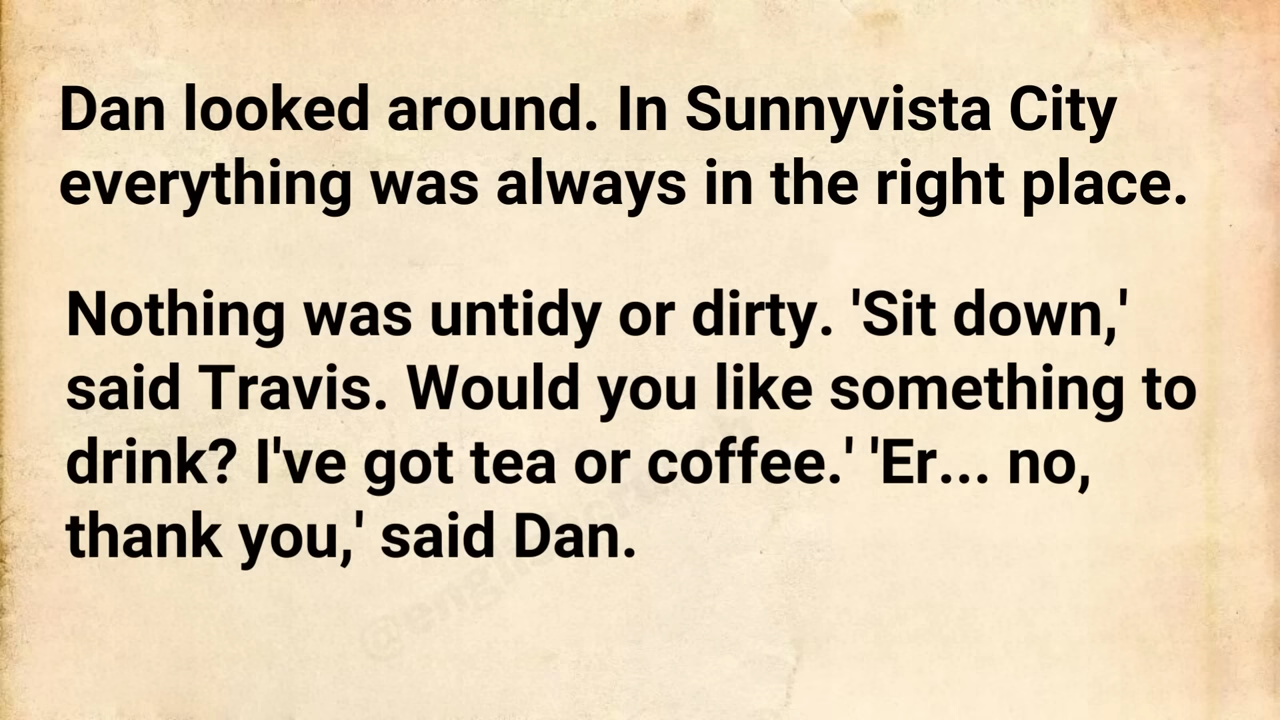 Dan looked around. In Sunnyvista City
everything was always in the right place.
Nothing was untidy or dirty. 'Sit down,'
said Travis. Would you like something to
drink? I've got tea or coffee.' 'Er... no,
thank you,' said Dan.